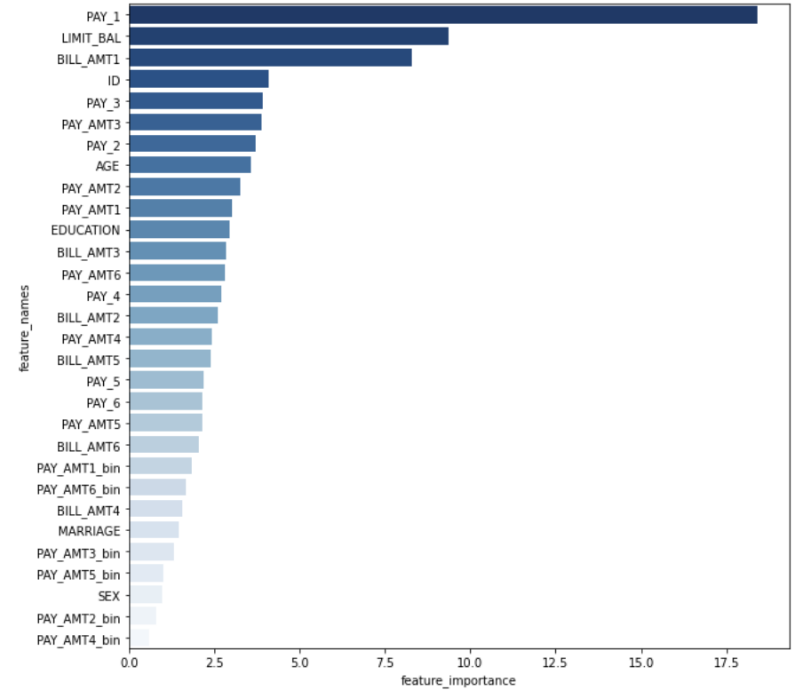 PAY_1
LIMIT_BAL
BILL_AMT1
ID
PAY_3
PAY_AMT3
PAY_2
AGE
PAY_AMT2
PAY_AMT1
EDUCATION
BILL_AMT3
PAY_AMT6
PAY_4
BILL_AMT2
PAY_AMT4
BILL_AMT5
PAY_5
PAY_6
PAY_AMT5
BILL_AMT6
PAY_AMT1_bin
PAY_AMT6_bin
BILL_AMT4
MARRIAGE
PAY_AMT3_bin
PAY_AMT5_bin
SEX
PAY_AMT2_bin
PAY_AMT4_bin
feature_names
0.0 2.5 5.0 7.5 10.0 12.5 15.0 17.5
feature_importance